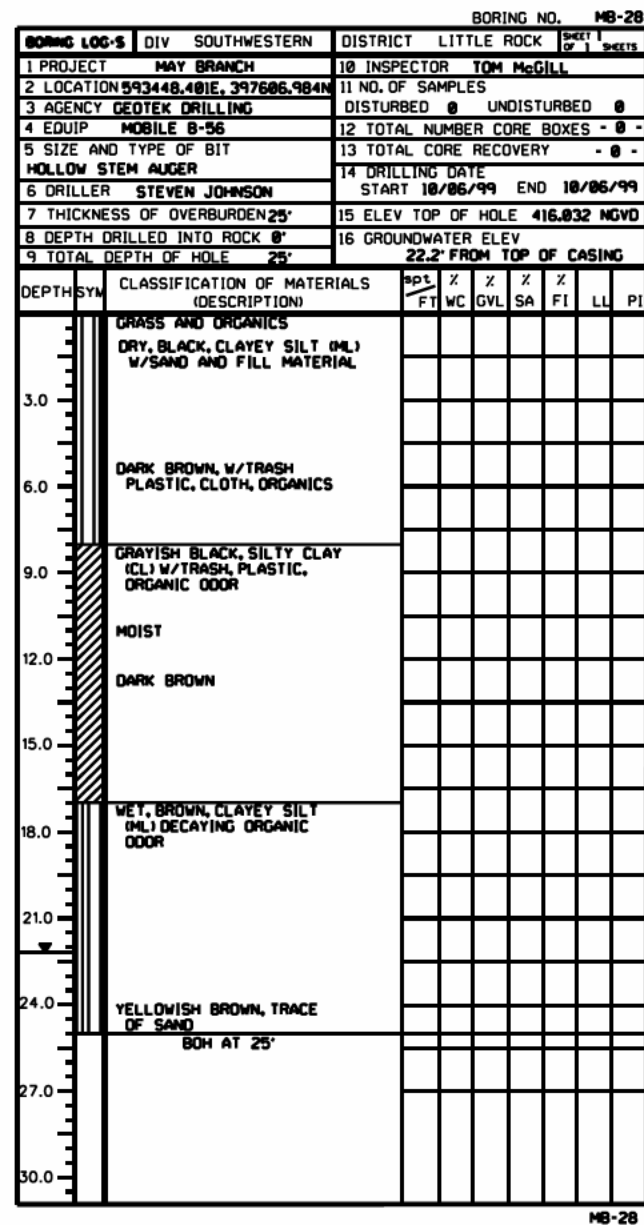 BORING NO. MB-28
BORING LOG-S DIV SOUTHWESTERN DISTRICT LITTLE ROCK SHEET 1 OF 1 SHEETS
1 PROJECT MAY BRANCH
2 LOCATION 593448.401E, 397606.984N
3 AGENCY GEOTEK DRILLING
4 EQUIP MOBILE B-56
5 SIZE AND TYPE OF BIT
HOLLOW STEM AUGER
6 DRILLER STEVEN JOHNSON
7 THICKNESS OF OVERBURDEN 25'
8 DEPTH DRILLED INTO ROCK 0'
9 TOTAL DEPTH OF HOLE 25'
10 INSPECTOR TOM McGILL
11 NO. OF SAMPLES
DISTURBED 0 UNDISTURBED 0
12 TOTAL NUMBER CORE BOXES - 0 -
13 TOTAL CORE RECOVERY - 0 -
14 DRILLING DATE
START 10/06/99 END 10/06/99
15 ELEV TOP OF HOLE 416.032 NGVD
16 GROUNDWATER ELEV
22.2' FROM TOP OF CASING
DEPTH SYM CLASSIFICATION OF MATERIALS (DESCRIPTION) spt/FT % WC % GVL % SA % FI LL PI
GRASS AND ORGANICS
DRY, BLACK, CLAYEY SILT (ML)
W/SAND AND FILL MATERIAL
3.0
DARK BROWN, W/TRASH
6.0 PLASTIC, CLOTH, ORGANICS
GRAYISH BLACK, SILTY CLAY
9.0 (CL) W/TRASH, PLASTIC,
ORGANIC ODOR
MOIST
12.0
DARK BROWN
15.0
WET, BROWN, CLAYEY SILT
18.0 (ML) DECAYING ORGANIC
ODOR
21.0
24.0 YELLOWISH BROWN, TRACE
OF SAND
BOH AT 25'
27.0
30.0
MB-28